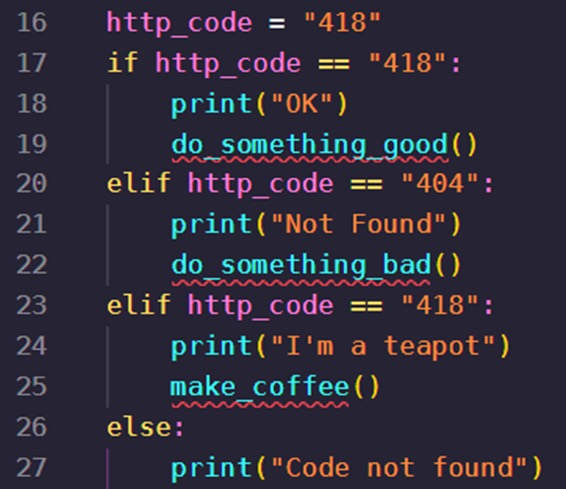 16 http_code = "418"
17 if http_code == "418":
18 print("OK")
19 do_something_good()
20 elif http_code == "404":
21 print("Not Found")
22 do_something_bad()
23 elif http_code == "418":
24 print("I'm a teapot")
25 make_coffee()
26 else:
27 print("Code not found")